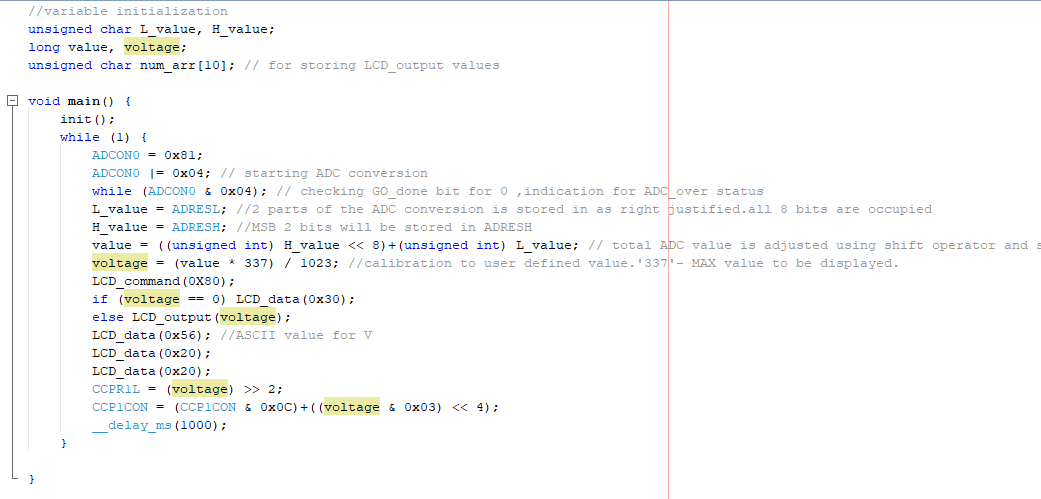 //variable initialization
unsigned char L_value, H_value;
long value, voltage;
unsigned char num_arr[10]; // for storing LCD_output values
void main() {
init();
while (1) {
ADCON0 = 0x81;
ADCON0 |= 0x04; // starting ADC conversion
while (ADCON0 & 0x04); // checking GO_done bit for 0 ,indication for ADC_over status
L_value = ADRESL; //2 parts of the ADC conversion is stored in as right justified.all 8 bits are occupied
H_value = ADRESH; //MSB 2 bits will be stored in ADRESH
value = ((unsigned int) H_value << 8)+(unsigned int) L_value; // total ADC value is adjusted using shift operator and s
voltage = (value * 337) / 1023; //calibration to user defined value.'337'- MAX value to be displayed.
LCD_command(0X80);
if (voltage == 0) LCD_data(0x30);
else LCD_output(voltage);
LCD_data(0x56); //ASCII value for V
LCD_data(0x20);
LCD_data(0x20);
CCPR1L = (voltage) >> 2;
CCP1CON = (CCP1CON & 0x0C)+((voltage & 0x03) << 4);
__delay_ms(1000);
}
}